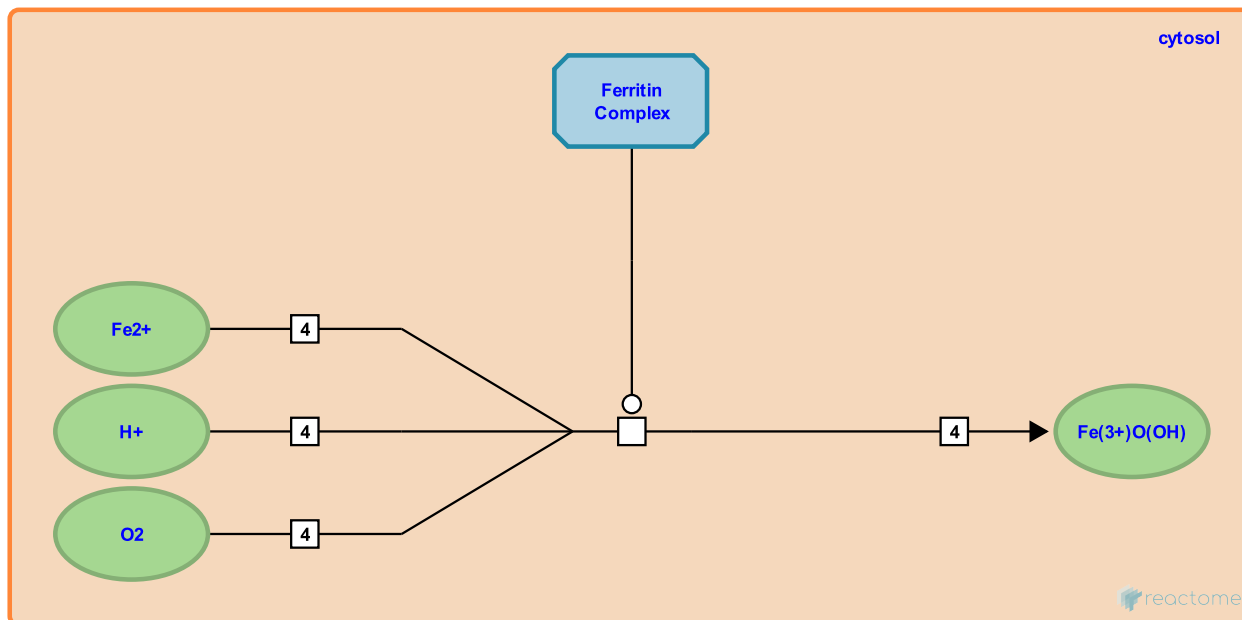 cytosol
Ferritin
Complex
Fe2+
4
H+
4
4
Fe(3+)O(OH)
O2
4
reactome